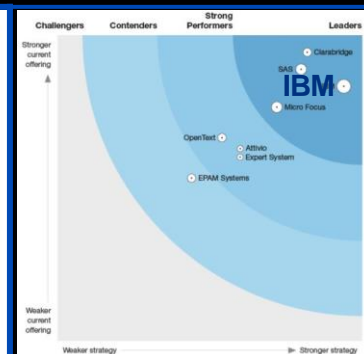 Strong
Challengers Contenders Performers Leaders
Stronger
current
offering
Clarabridge
SAS
IBM
Micro Focus
OpenText
Attivio
Expert System
EPAM Systems
Weaker
current
offering
Weaker strategy Stronger strategy